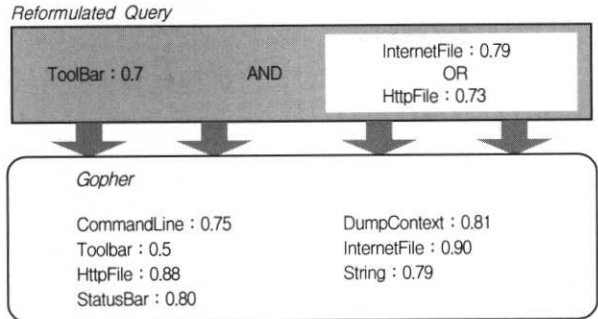 Reformulated Query
ToolBar : 0.7
AND
InternetFile : 0.79
OR
HttpFile : 0.73
Gopher
CommandLine : 0.75
Toolbar : 0.5
HttpFile : 0.88
StatusBar : 0.80
DumpContext : 0.81
InternetFile : 0.90
String : 0.79